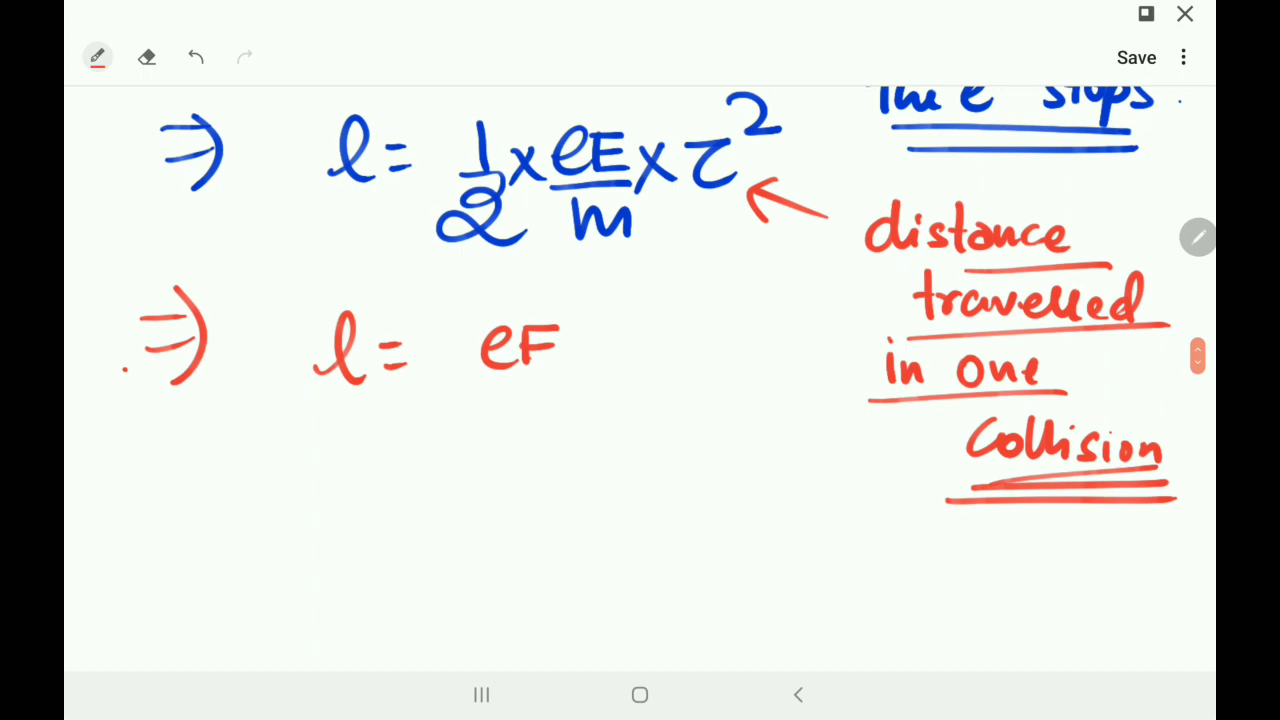 Save
the e⁻ stops.
⇒ l = 1/2 × eE/m × τ²
distance
travelled
in one
Collision
⇒ l = eF